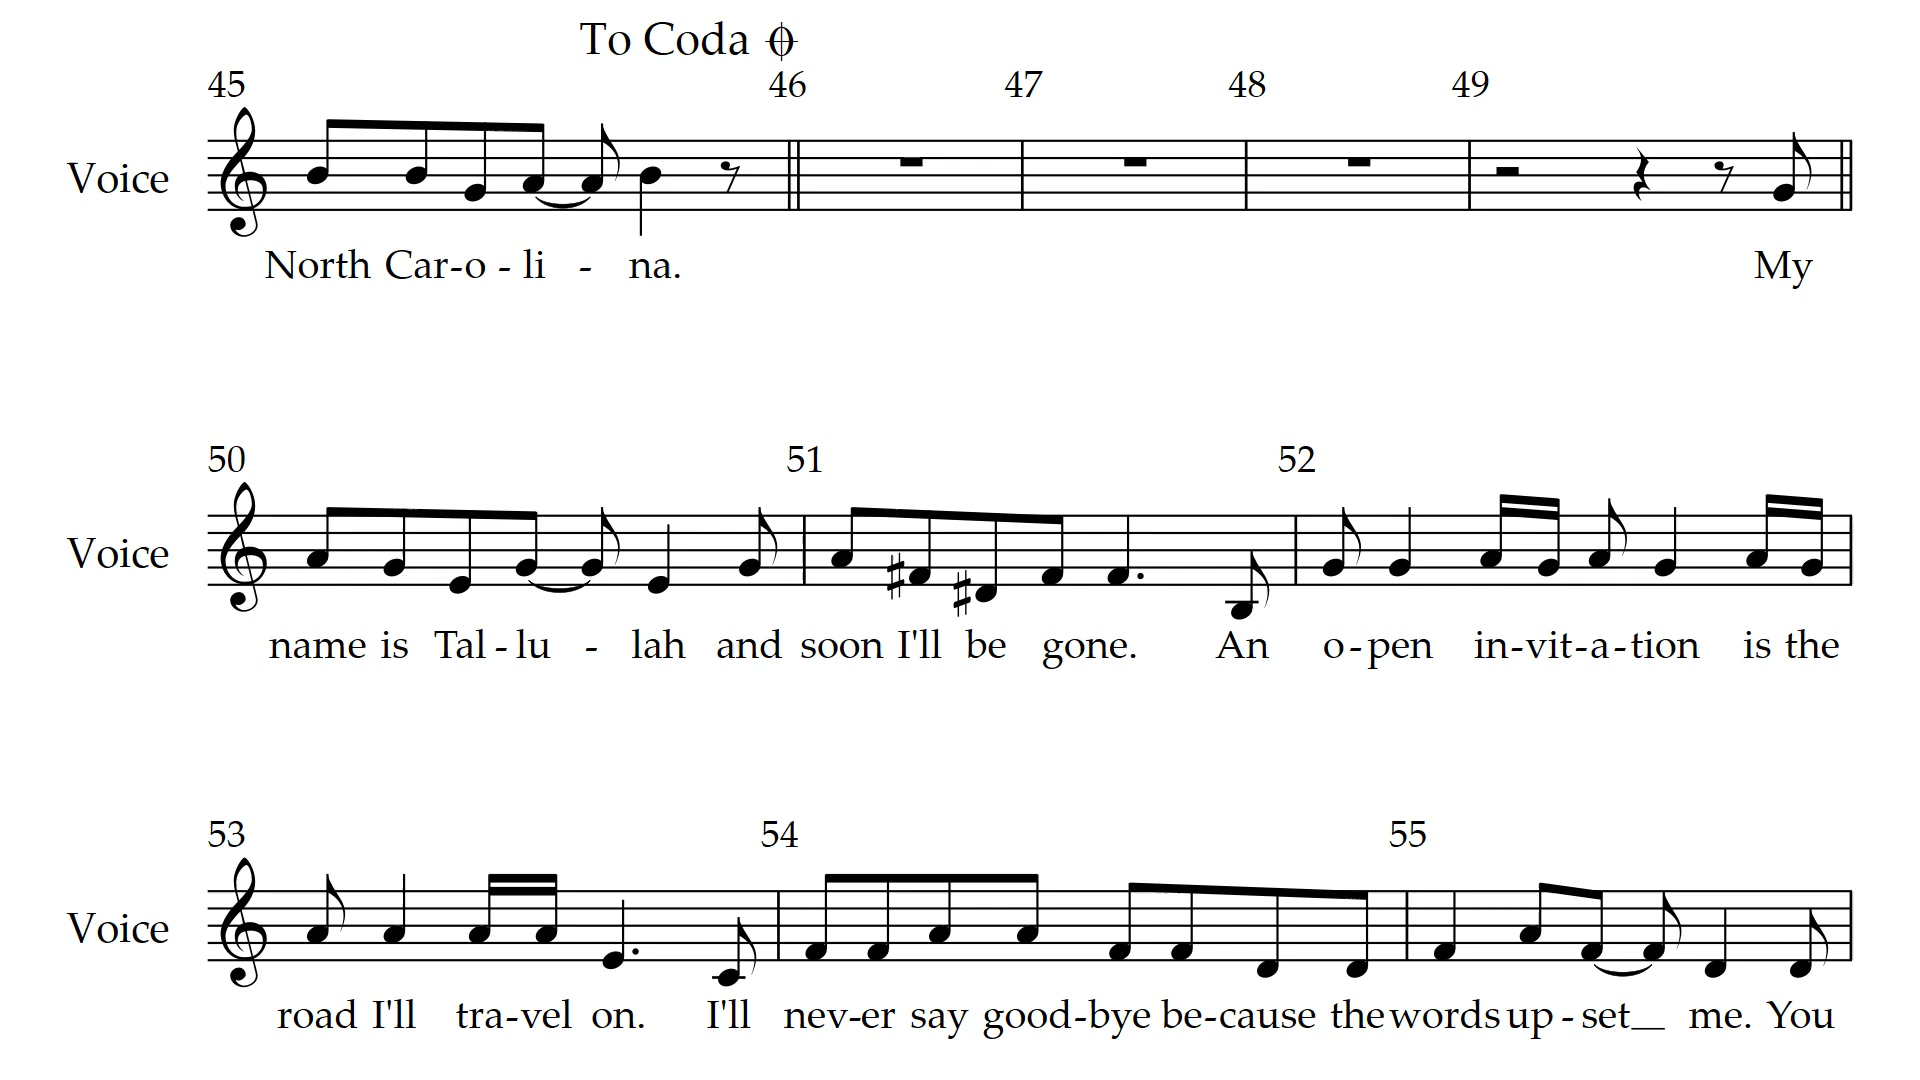 To Coda
45 46 47 48 49
Voice
North Car-o - li - na. My
50 51 52
Voice
name is Tal - lu - lah and soon I'll be gone. An o - pen in-vit-a-tion is the
53 54 55
Voice
road I'll tra-vel on. I'll nev-er say good-bye be-cause the words up - set__ me. You